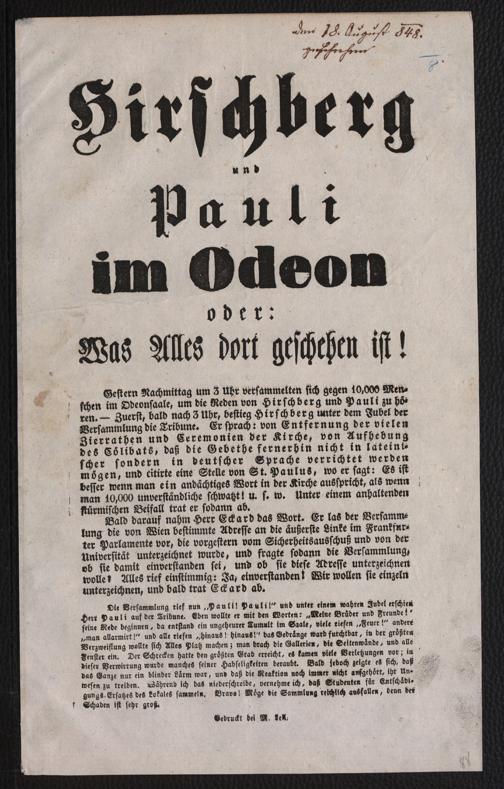 den 18. August 848.
8.
Hirschberg
und
Pauli
im Odeon
oder:
Was Alles dort geschehen ist!
Gestern Nachmittag um 3 Uhr versammelten sich gegen 10,000 Men-
schen im Odeonsaale, um die Reden von Hirschberg und Pauli zu hö-
ren. — Zuerst, bald nach 3 Uhr, bestieg Hirschberg unter dem Jubel der
Versammlung die Tribune. Er sprach: von Entfernung der vielen
Zierrathen und Ceremonien der Kirche, von Aufhebung
des Cölibats, daß die Gebethe fernerhin nicht in lateini-
scher sondern in deutscher Sprache verrichtet werden
mögen, und citirte eine Stelle von St. Paulus, wo er sagt: Es ist
besser wenn man ein andächtiges Wort in der Kirche ausspricht, als wenn
man 10,000 unverständliche schwatzt! u. s. w. Unter einem anhaltenden
stürmischen Beifall trat er sodann ab.
Bald darauf nahm Herr Eckard das Wort. Er las der Versamm-
lung die von Wien bestimmte Adresse an die äußerste Linke im Frankfur-
ter Parlamente vor, die vorgestern vom Sicherheitsausschuß und von der
Universität unterzeichnet wurde, und fragte sodann die Versammlung,
ob sie damit einverstanden sei, und ob sie diese Adresse unterzeichnen
wolle? Alles rief einstimmig: Ja, einverstanden! Wir wollen sie einzeln
unterzeichnen, und bald trat Eckard ab.
Die Versammlung rief nun „Pauli! Pauli!“ und unter einem wahren Jubel erschien
Herr Pauli auf der Tribune. Eben wollte er mit den Worten: „Meine Brüder und Freunde!“
seine Rede beginnen, da entstand ein ungeheurer Tumult im Saale, viele riefen „Feuer!“ andere
„man allarmirt!“ und alle riefen „hinaus! hinaus!“ das Gedränge ward furchtbar, in der größten
Verzweiflung wollte sich Alles Platz machen; man brach die Gallerien, die Seitenwände, und alle
Fenster ein. Der Schrecken hatte den größten Grad erreicht, es kamen viele Verletzungen vor; in
dieser Verwirrung wurde manches seiner Habseligkeiten beraubt. Bald jedoch zeigte es sich, daß
das Ganze nur ein blinder Lärm war, und daß die Reaktion noch immer nicht aufgehört, ihr Un-
wesen zu treiben. Während ich das niederschreibe, vernehme ich, daß Studenten für Entschädi-
gungs-Ersatzes des Lokales sammeln. Bravo! Möge die Sammlung reichlich ausfallen, denn der
Schaden ist sehr groß.
Gedruckt bei M. Lell.